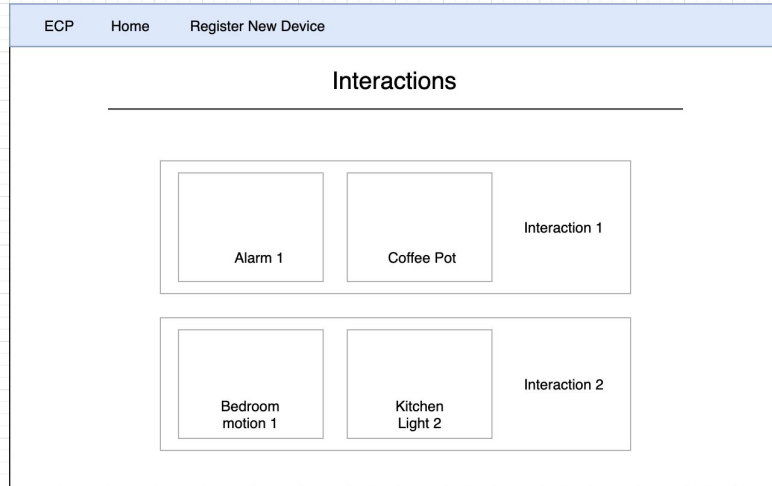 ECP Home Register New Device
Interactions
Alarm 1
Coffee Pot
Interaction 1
Bedroom
motion 1
Kitchen
Light 2
Interaction 2